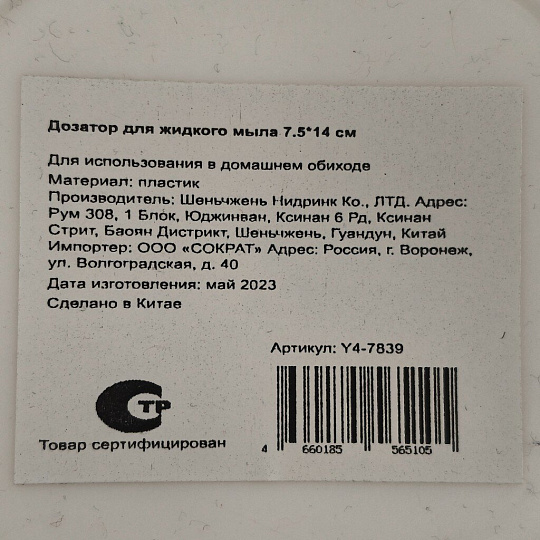 Дозатор для жидкого мыла 7.5*14 см
Для использования в домашнем обиходе
Материал: пластик
Производитель: Шеньчжень Нидринк Ко., ЛТД. Адрес:
Рум 308, 1 Блок, Юджинван, Ксинан 6 Рд, Ксинан
Стрит, Баоян Дистрикт, Шеньчжень, Гуандун, Китай
Импортер: ООО «СОКРАТ» Адрес: Россия, г. Воронеж,
ул. Волгоградская, д. 40
Дата изготовления: май 2023
Сделано в Китае
Артикул: Y4-7839
СТР
Товар сертифицирован
4 660185 565105